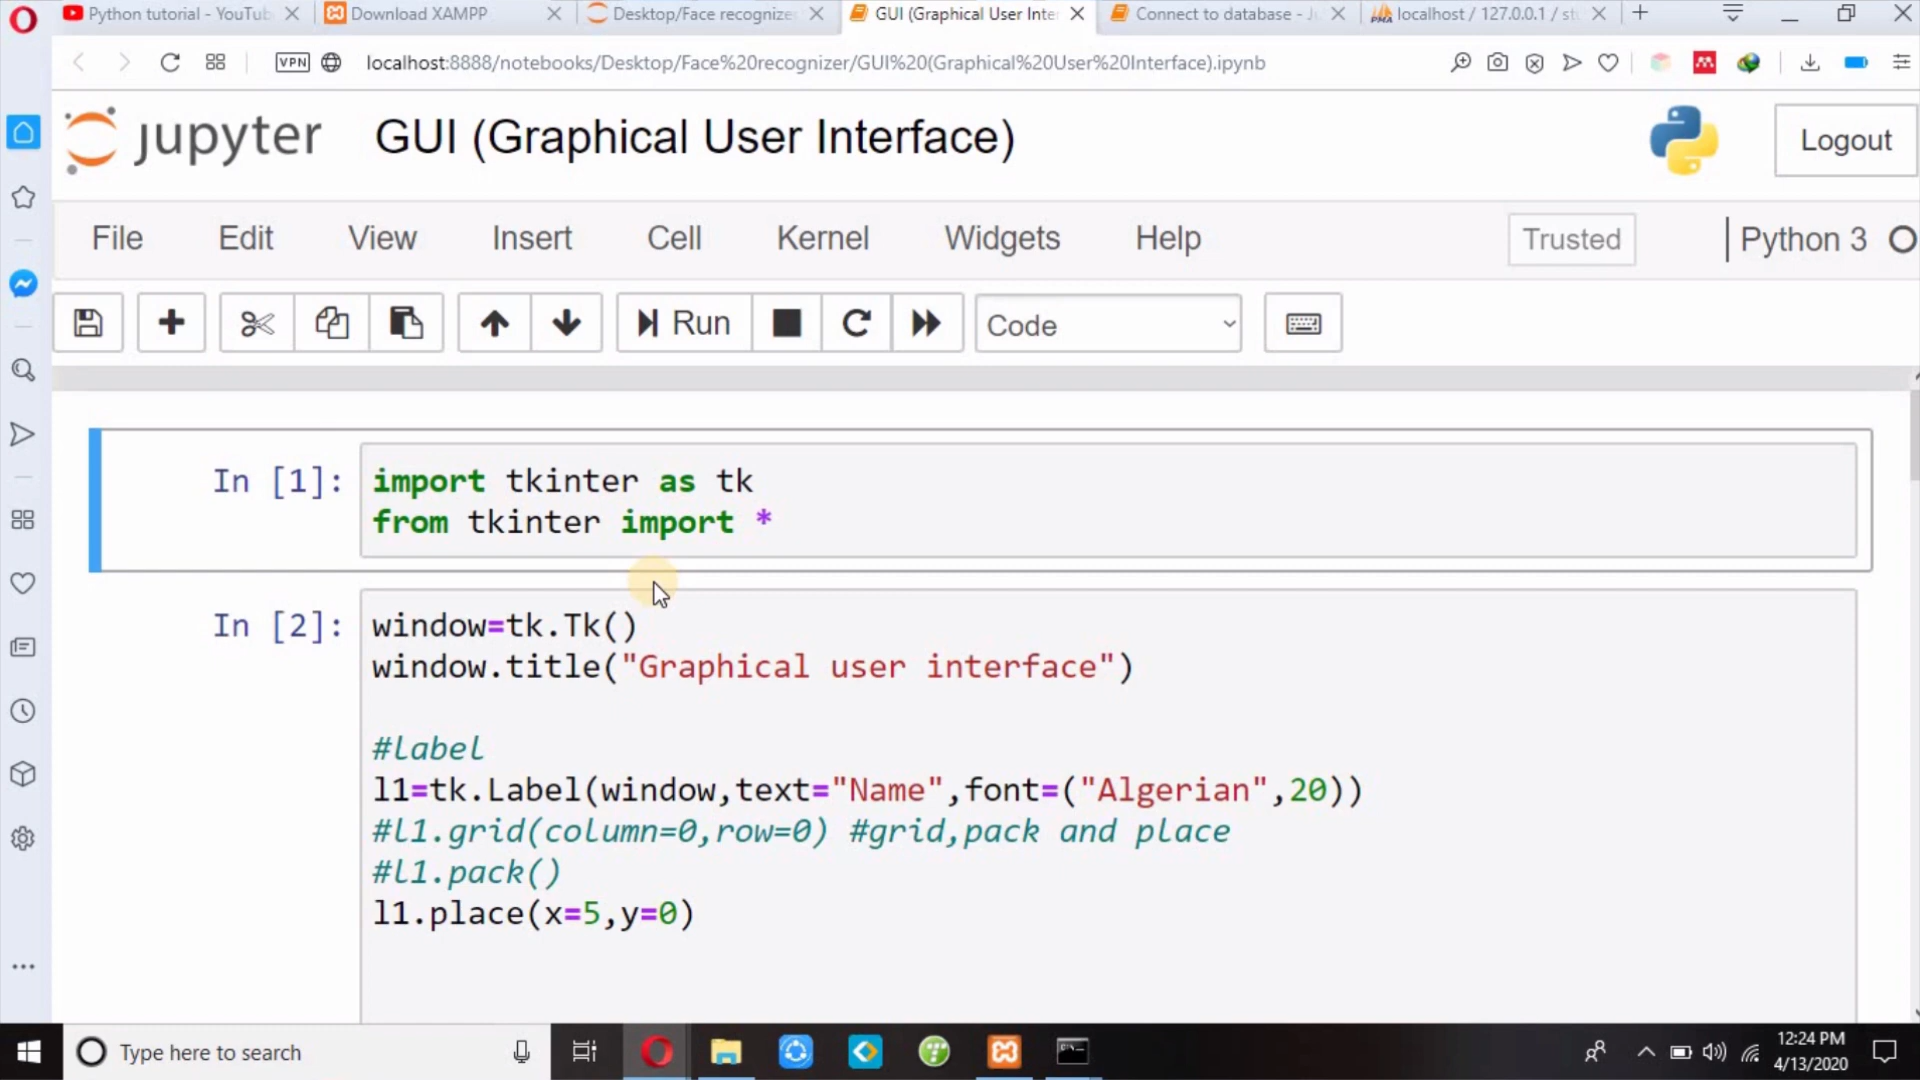 Python tutorial - YouTub
Download XAMPP
Desktop/Face recognizer
GUI (Graphical User Inte
Connect to database - Ju
PMA
localhost / 127.0.0.1 / st
VPN
localhost:8888/notebooks/Desktop/Face%20recognizer/GUI%20(Graphical%20User%20Interface).ipynb
jupyter
GUI (Graphical User Interface)
Logout
File
Edit
View
Insert
Cell
Kernel
Widgets
Help
Trusted
Python 3
Run
Code
In [1]:
import tkinter as tk
from tkinter import *
In [2]:
window=tk.Tk()
window.title("Graphical user interface")
#label
l1=tk.Label(window,text="Name",font=("Algerian",20))
#l1.grid(column=0,row=0) #grid,pack and place
#l1.pack()
l1.place(x=5,y=0)
Type here to search
12:24 PM
4/13/2020